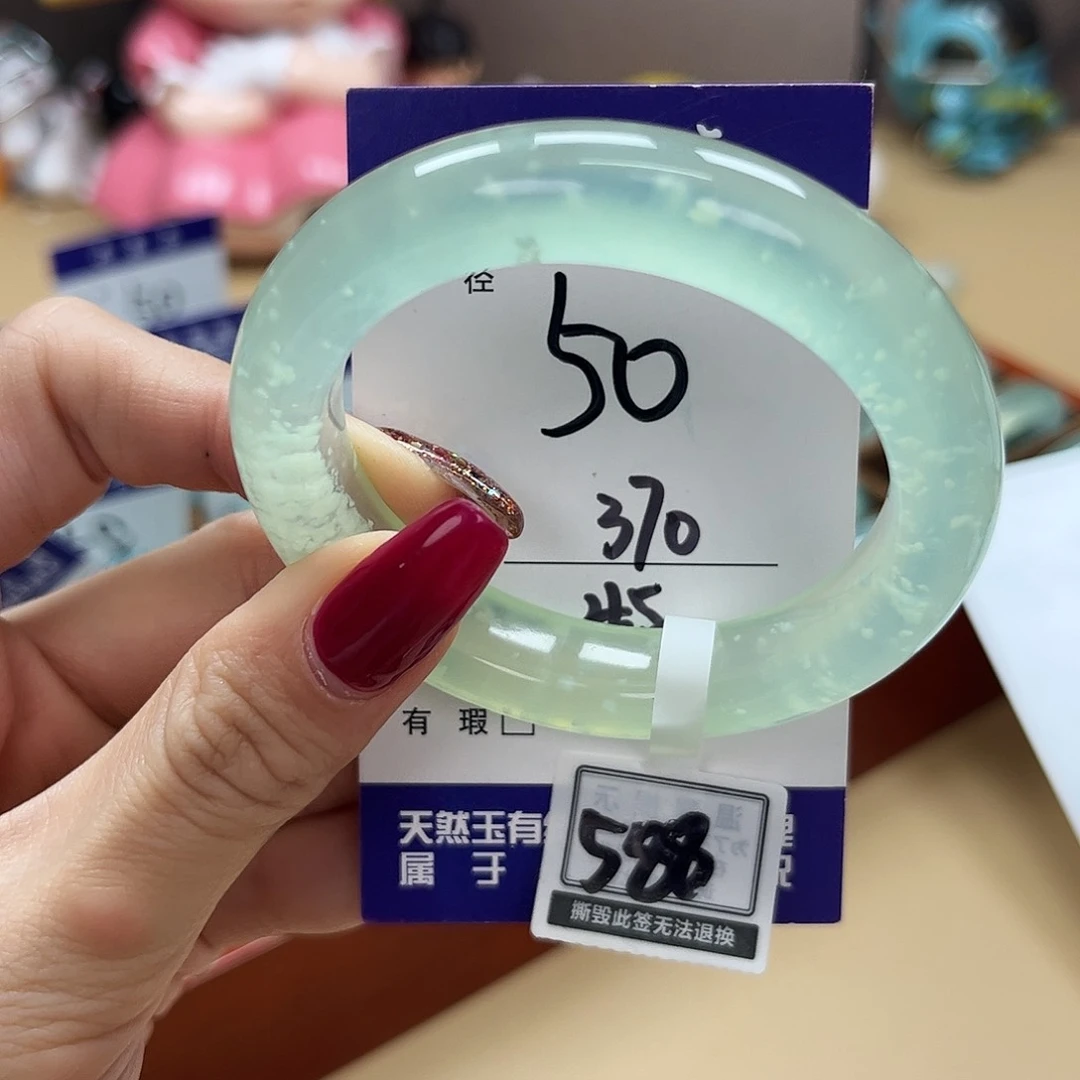 径
50
370
45
有 瑕 □
天然玉有
属 于
588
撕毁此签无法退换